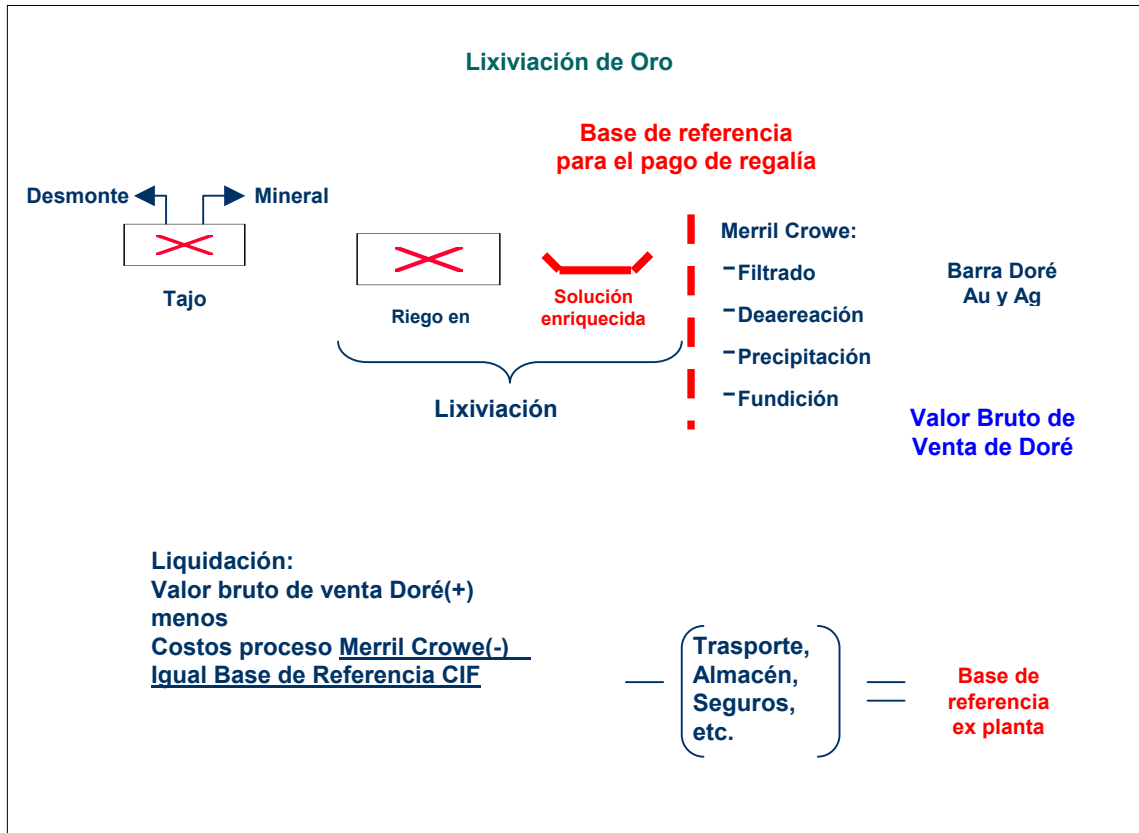 Lixiviación de Oro
Base de referencia
para el pago de regalía
Desmonte
Mineral
Tajo
Riego en
Solución
enriquecida
Lixiviación
Merril Crowe:
-Filtrado
-Deaereación
-Precipitación
-Fundición
Barra Doré
Au y Ag
Valor Bruto de
Venta de Doré
Liquidación:
Valor bruto de venta Doré(+)
menos
Costos proceso Merril Crowe(-)
Igual Base de Referencia CIF
Trasporte,
Almacén,
Seguros,
etc.
Base de
referencia
ex planta